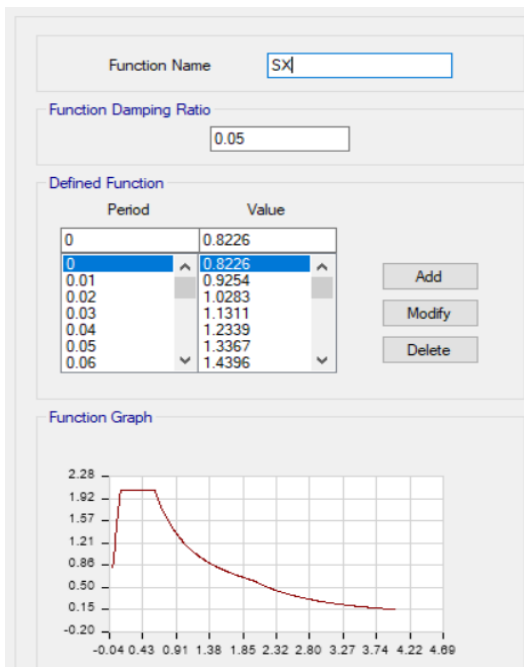 Function Name SX
Function Damping Ratio
0.05
Defined Function
Period Value
0 0.8226
0 0.8226
0.01 0.9254
0.02 1.0283
0.03 1.1311
0.04 1.2339
0.05 1.3367
0.06 1.4396
Add
Modify
Delete
Function Graph
2.28
1.92
1.57
1.21
0.86
0.50
0.15
-0.20
-0.04 0.43 0.91 1.38 1.85 2.32 2.80 3.27 3.74 4.22 4.69